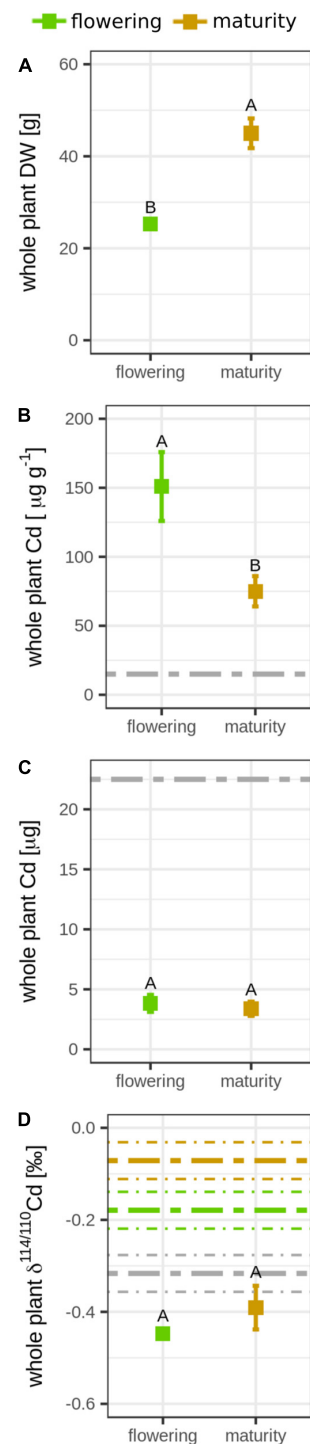 flowering maturity
A
whole plant DW [g]
60
40
20
0
B
A
flowering maturity
B
whole plant Cd [ µg g-1]
200
150
100
50
0
A
B
flowering maturity
C
whole plant Cd [µg]
20
15
10
5
0
A
A
flowering maturity
D
whole plant δ114/110Cd [‰]
0.0
-0.2
-0.4
-0.6
A
A
flowering maturity